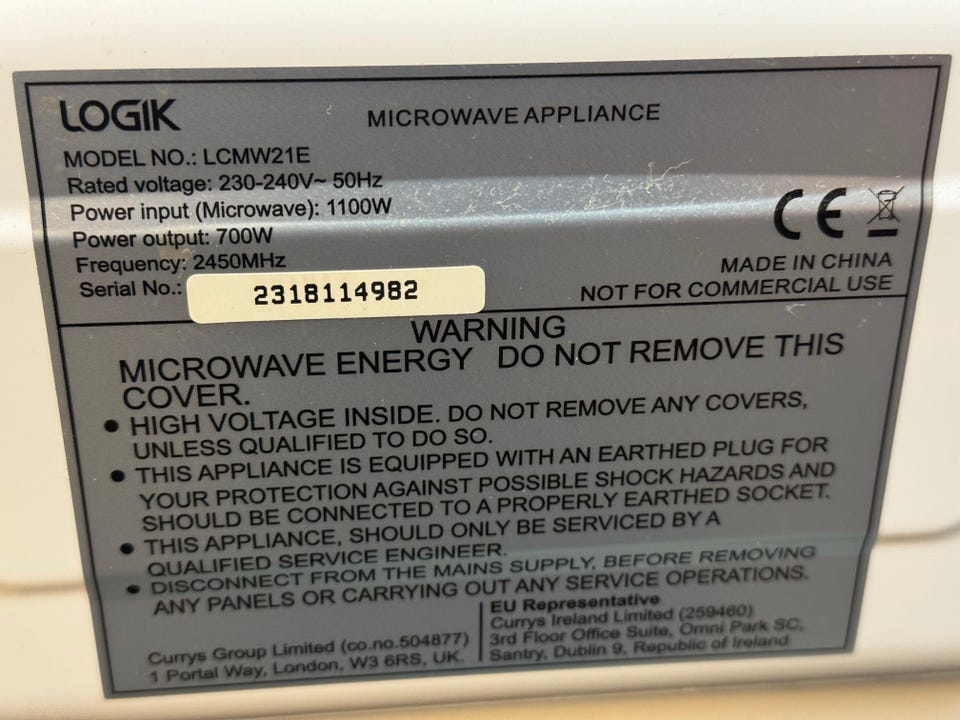 LOGIK
MICROWAVE APPLIANCE
MODEL NO.: LCMW21E
Rated voltage: 230-240V~ 50Hz
Power input (Microwave): 1100W
Power output: 700W
Frequency: 2450MHz
Serial No.: 2318114982
CE
MADE IN CHINA
NOT FOR COMMERCIAL USE
WARNING
MICROWAVE ENERGY DO NOT REMOVE THIS
COVER.
• HIGH VOLTAGE INSIDE. DO NOT REMOVE ANY COVERS,
UNLESS QUALIFIED TO DO SO.
• THIS APPLIANCE IS EQUIPPED WITH AN EARTHED PLUG FOR
YOUR PROTECTION AGAINST POSSIBLE SHOCK HAZARDS AND
SHOULD BE CONNECTED TO A PROPERLY EARTHED SOCKET.
• THIS APPLIANCE, SHOULD ONLY BE SERVICED BY A
QUALIFIED SERVICE ENGINEER.
• DISCONNECT FROM THE MAINS SUPPLY, BEFORE REMOVING
ANY PANELS OR CARRYING OUT ANY SERVICE OPERATIONS.
Currys Group Limited (co.no.504877)
1 Portal Way, London, W3 6RS, UK.
EU Representative
Currys Ireland Limited (259460)
3rd Floor Office Suite, Omni Park SC,
Santry, Dublin 9, Republic of Ireland